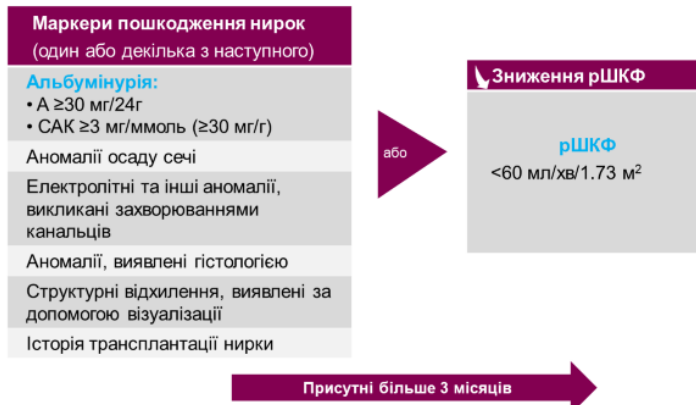 Маркери пошкодження нирок
(один або декілька з наступного)
Альбумінурія:
• А ≥30 мг/24г
• САК ≥3 мг/ммоль (≥30 мг/г)
Аномалії осаду сечі
Електролітні та інші аномалії,
викликані захворюваннями
канальців
Аномалії, виявлені гістологією
Структурні відхилення, виявлені за
допомогою візуалізації
Історія трансплантації нирки
або
Зниження рШКФ
рШКФ
<60 мл/хв/1.73 м²
Присутні більше 3 місяців